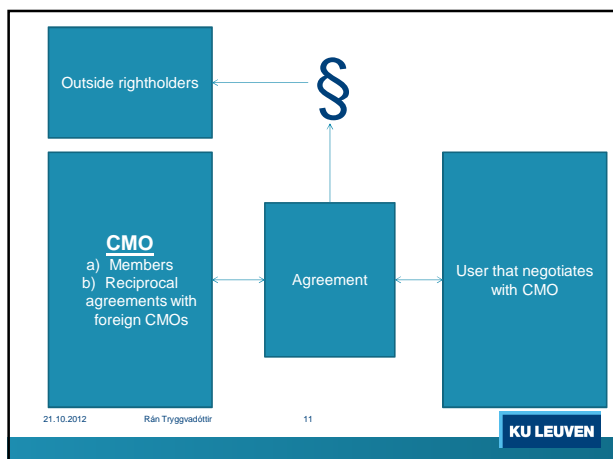 Outside rightholders
§
CMO
a) Members
b) Reciprocal
agreements with
foreign CMOs
Agreement
User that negotiates
with CMO
21.10.2012 Rán Tryggvadóttir 11
KU LEUVEN